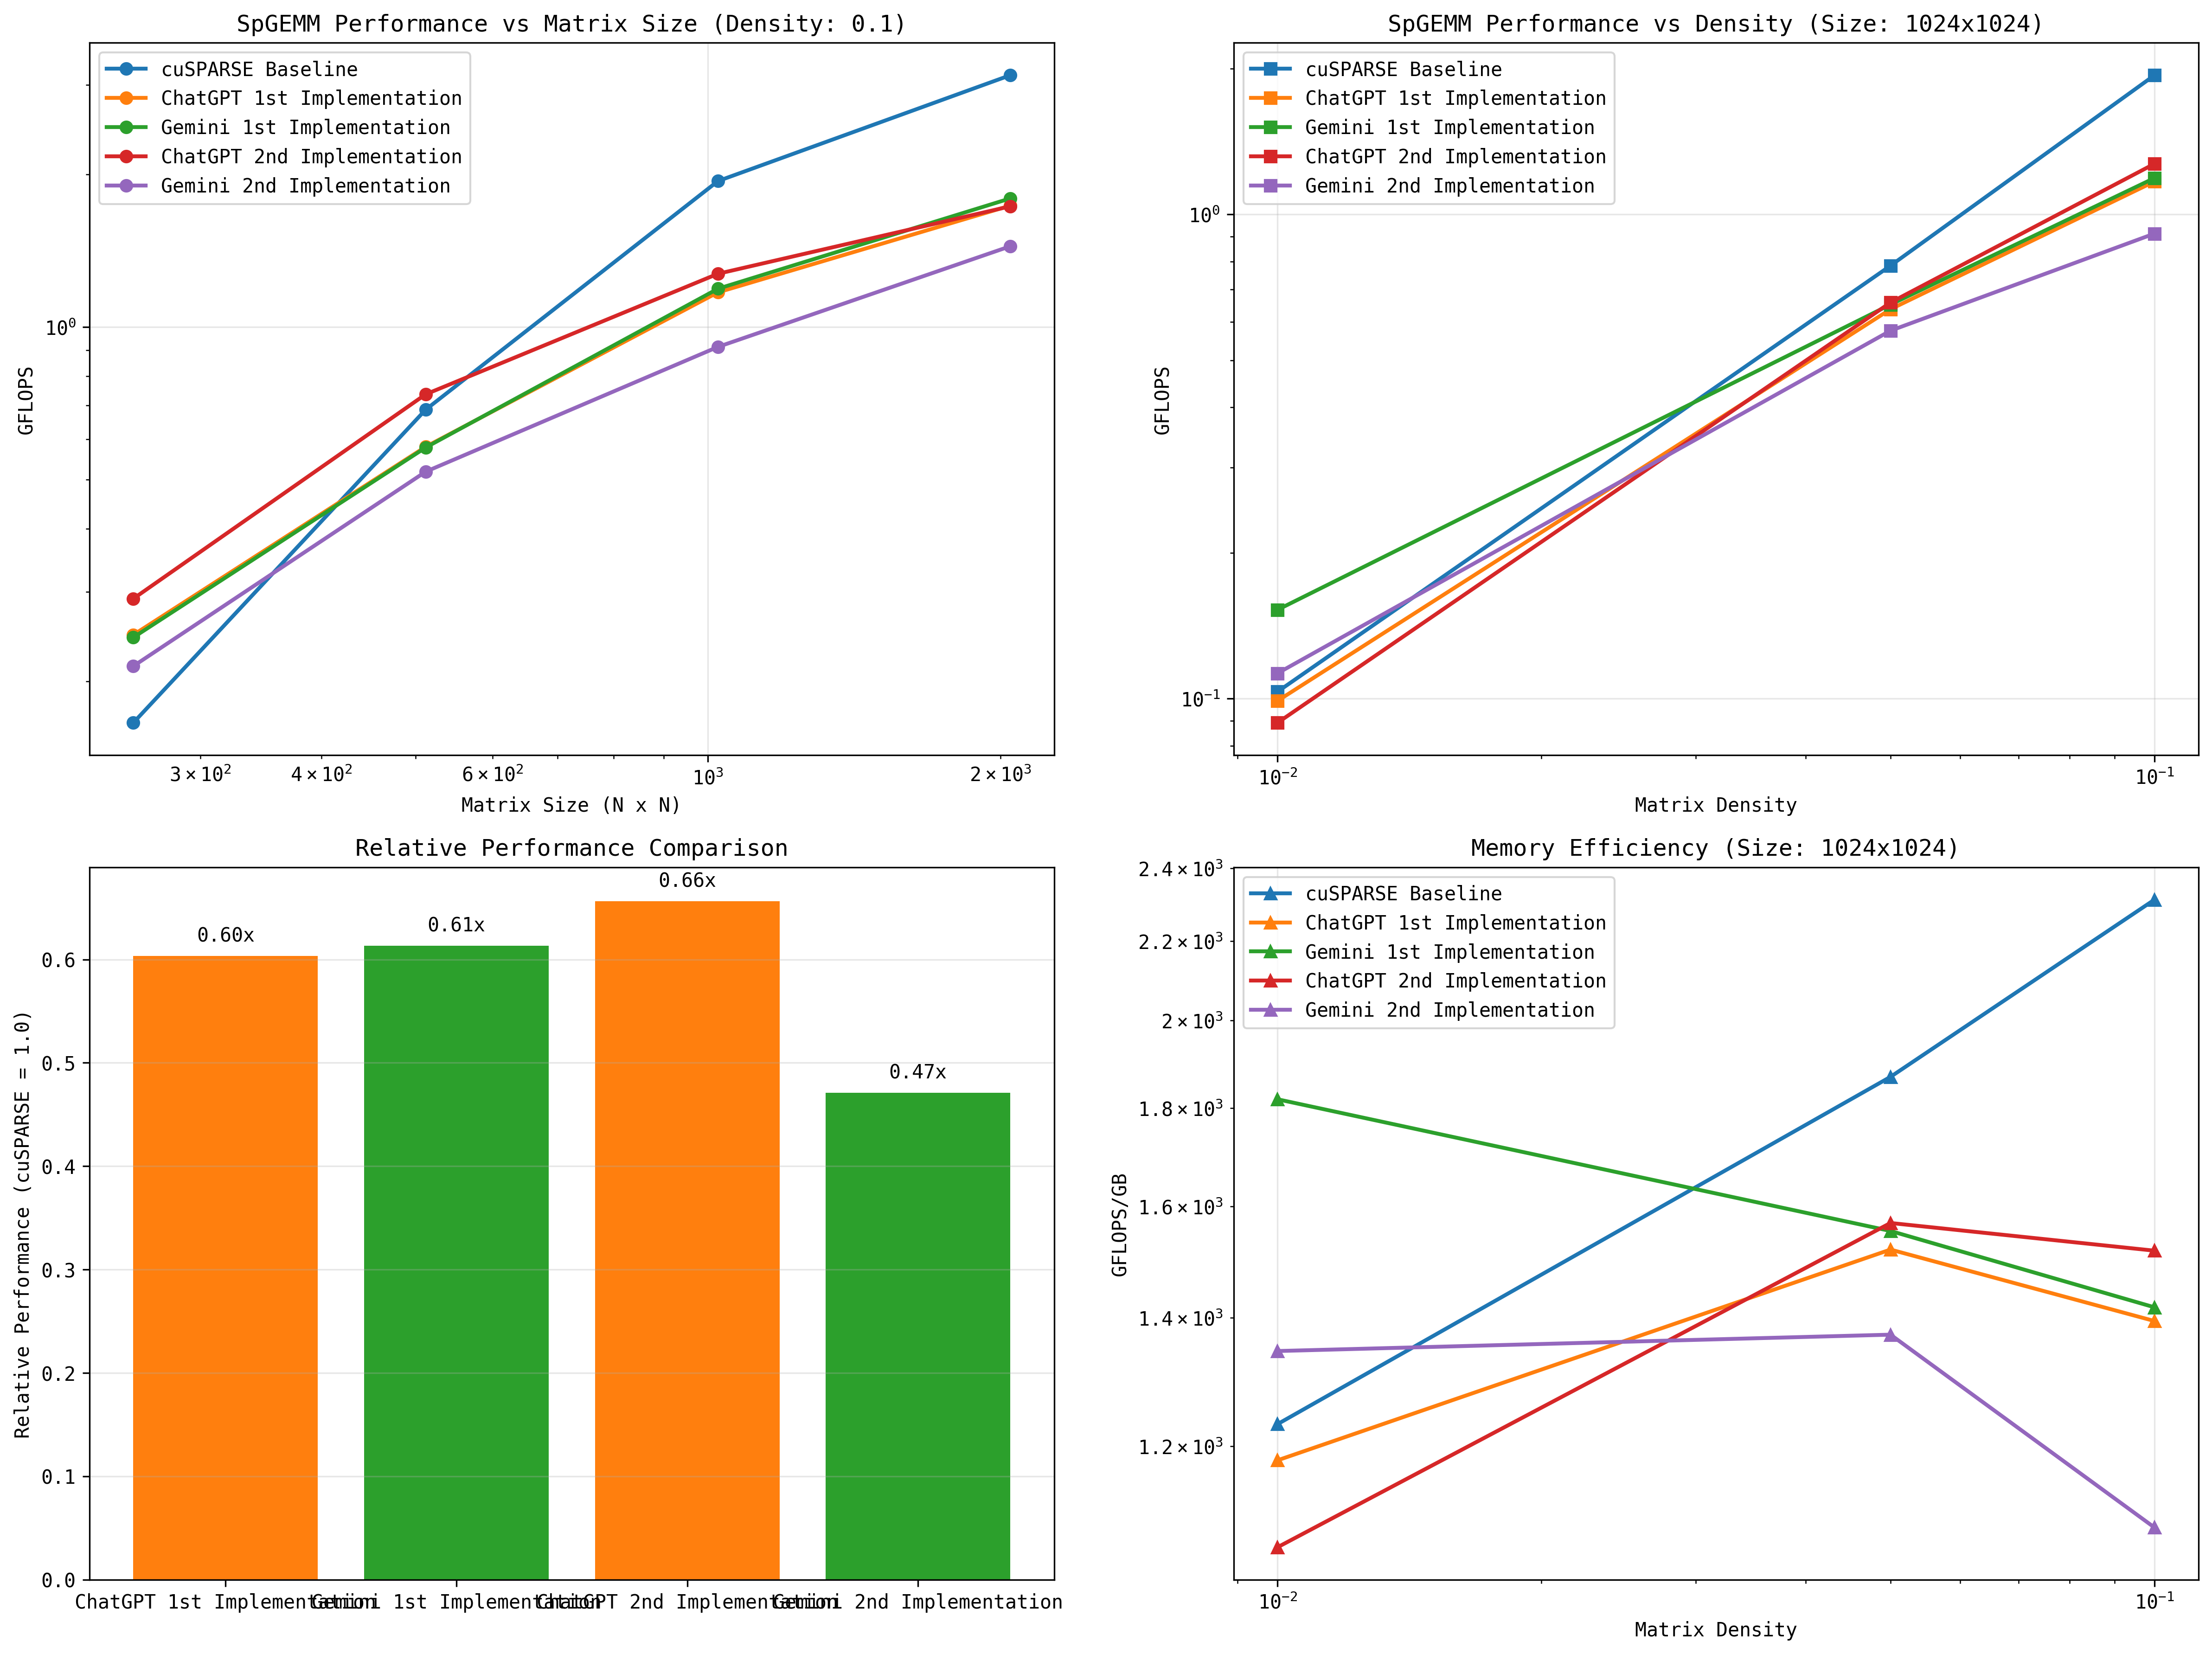 SpGEMM Performance vs Matrix Size (Density: 0.1)
cuSPARSE Baseline
ChatGPT 1st Implementation
Gemini 1st Implementation
ChatGPT 2nd Implementation
Gemini 2nd Implementation
GFLOPS
10⁰
3×10²
4×10²
6×10²
10³
2×10³
Matrix Size (N x N)
SpGEMM Performance vs Density (Size: 1024x1024)
cuSPARSE Baseline
ChatGPT 1st Implementation
Gemini 1st Implementation
ChatGPT 2nd Implementation
Gemini 2nd Implementation
GFLOPS
10⁰
10⁻¹
10⁻²
10⁻¹
Matrix Density
Relative Performance Comparison
Relative Performance (cuSPARSE = 1.0)
0.6
0.5
0.4
0.3
0.2
0.1
0.0
0.60x
0.61x
0.66x
0.47x
ChatGPT 1st Implementation
Gemini 1st Implementation
ChatGPT 2nd Implementation
Gemini 2nd Implementation
Memory Efficiency (Size: 1024x1024)
cuSPARSE Baseline
ChatGPT 1st Implementation
Gemini 1st Implementation
ChatGPT 2nd Implementation
Gemini 2nd Implementation
GFLOPS/GB
2.4×10³
2.2×10³
2×10³
1.8×10³
1.6×10³
1.4×10³
1.2×10³
10⁻²
10⁻¹
Matrix Density